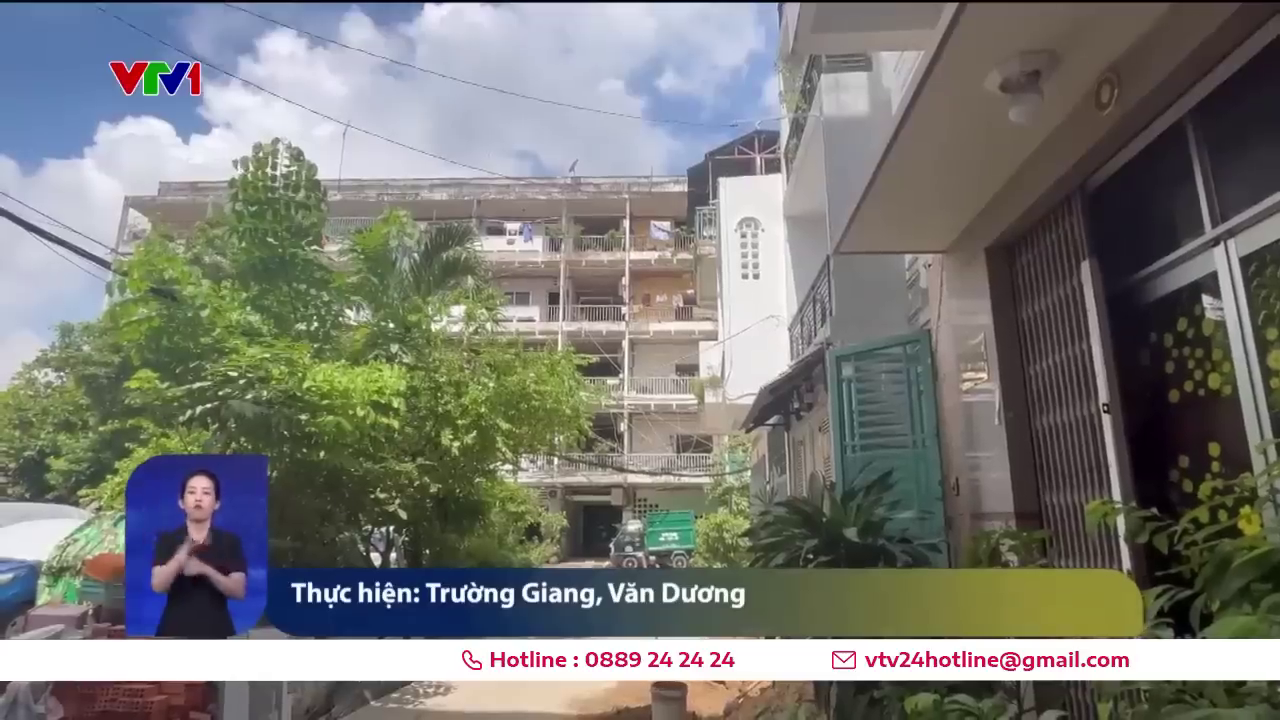 VTV1
Thực hiện: Trường Giang, Văn Dương
Hotline : 0889 24 24 24
vtv24hotline@gmail.com